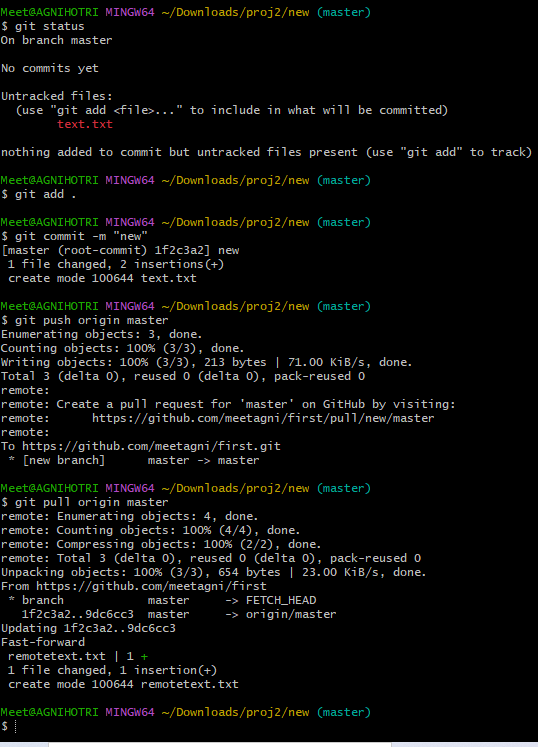 Meet@AGNIHOTRI MINGW64 ~/Downloads/proj2/new (master)
$ git status
On branch master
No commits yet
Untracked files:
  (use "git add <file>..." to include in what will be committed)
        text.txt
nothing added to commit but untracked files present (use "git add" to track)
Meet@AGNIHOTRI MINGW64 ~/Downloads/proj2/new (master)
$ git add .
Meet@AGNIHOTRI MINGW64 ~/Downloads/proj2/new (master)
$ git commit -m "new"
[master (root-commit) 1f2c3a2] new
 1 file changed, 2 insertions(+)
 create mode 100644 text.txt
Meet@AGNIHOTRI MINGW64 ~/Downloads/proj2/new (master)
$ git push origin master
Enumerating objects: 3, done.
Counting objects: 100% (3/3), done.
Writing objects: 100% (3/3), 213 bytes | 71.00 KiB/s, done.
Total 3 (delta 0), reused 0 (delta 0), pack-reused 0
remote:
remote: Create a pull request for 'master' on GitHub by visiting:
remote:      https://github.com/meetagni/first/pull/new/master
remote:
To https://github.com/meetagni/first.git
 * [new branch]      master -> master
Meet@AGNIHOTRI MINGW64 ~/Downloads/proj2/new (master)
$ git pull origin master
remote: Enumerating objects: 4, done.
remote: Counting objects: 100% (4/4), done.
remote: Compressing objects: 100% (2/2), done.
remote: Total 3 (delta 0), reused 0 (delta 0), pack-reused 0
Unpacking objects: 100% (3/3), 654 bytes | 23.00 KiB/s, done.
From https://github.com/meetagni/first
 * branch            master     -> FETCH_HEAD
   1f2c3a2..9dc6cc3  master     -> origin/master
Updating 1f2c3a2..9dc6cc3
Fast-forward
 remotetext.txt | 1 +
 1 file changed, 1 insertion(+)
 create mode 100644 remotetext.txt
Meet@AGNIHOTRI MINGW64 ~/Downloads/proj2/new (master)
$